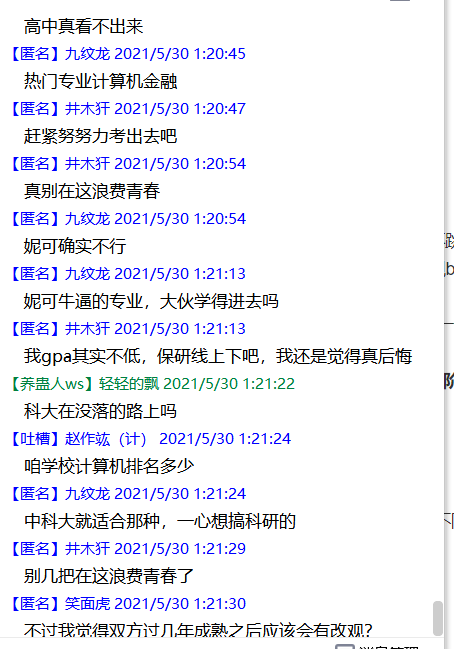 高中真看不出来
【匿名】九纹龙 2021/5/30 1:20:45
热门专业计算机金融
【匿名】井木犴 2021/5/30 1:20:47
赶紧努努力考出去吧
【匿名】井木犴 2021/5/30 1:20:54
真别在这浪费青春
【匿名】九纹龙 2021/5/30 1:20:54
妮可确实不行
【匿名】九纹龙 2021/5/30 1:21:13
妮可牛逼的专业，大伙学得进去吗
【匿名】井木犴 2021/5/30 1:21:13
我gpa其实不低，保研线上下吧，我还是觉得真后悔
【养蛊人ws】轻轻的飘 2021/5/30 1:21:22
科大在没落的路上吗
【吐槽】赵作竑（计） 2021/5/30 1:21:24
咱学校计算机排名多少
【匿名】九纹龙 2021/5/30 1:21:24
中科大就适合那种，一心想搞科研的
【匿名】井木犴 2021/5/30 1:21:29
别几把在这浪费青春了
【匿名】笑面虎 2021/5/30 1:21:30
不过我觉得双方过几年成熟之后应该会有改观？